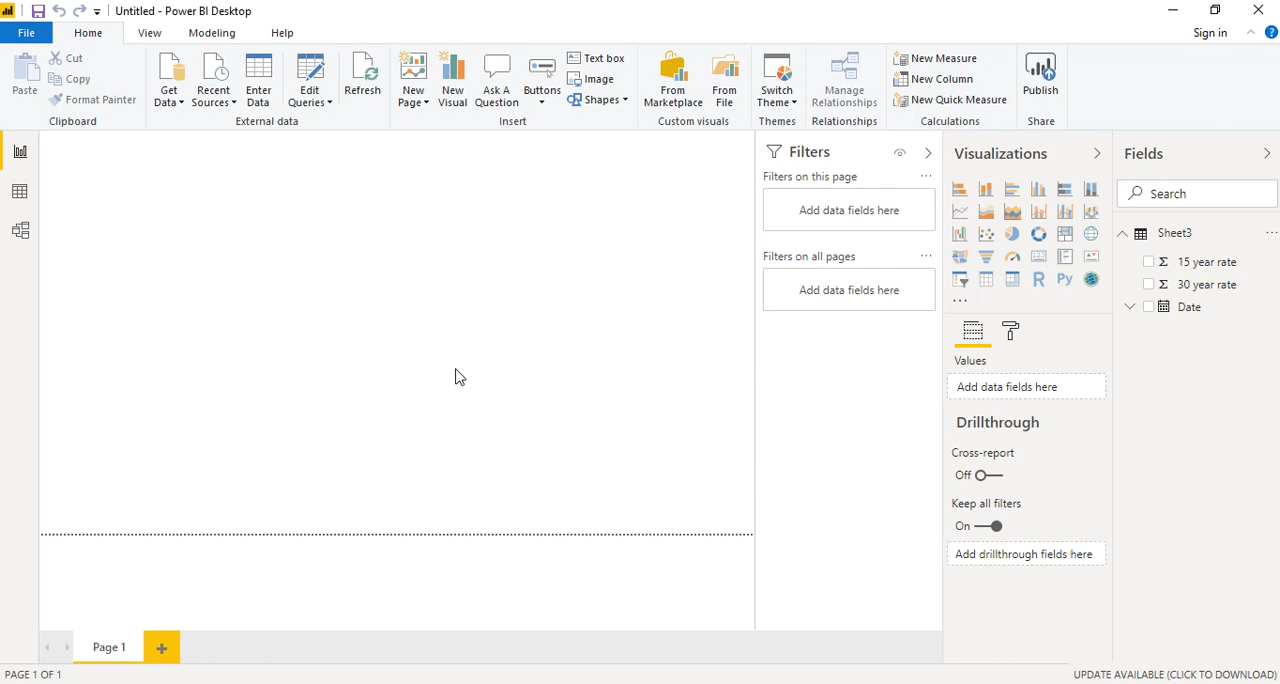 Untitled - Power BI Desktop
File Home View Modeling Help Sign in
Paste
Cut
Copy
Format Painter
Clipboard
Get Data
Recent Sources
Enter Data
Edit Queries
Refresh
External data
New Page
New Visual
Ask A Question
Buttons
Text box
Image
Shapes
Insert
From Marketplace
From File
Custom visuals
Switch Theme
Themes
Manage Relationships
Relationships
New Measure
New Column
New Quick Measure
Calculations
Publish
Share
Filters
Filters on this page
Add data fields here
Filters on all pages
Add data fields here
Visualizations
R Py
Values
Add data fields here
Drillthrough
Cross-report
Off
Keep all filters
On
Add drillthrough fields here
Fields
Search
Sheet3
15 year rate
30 year rate
Date
Page 1
PAGE 1 OF 1
UPDATE AVAILABLE (CLICK TO DOWNLOAD)